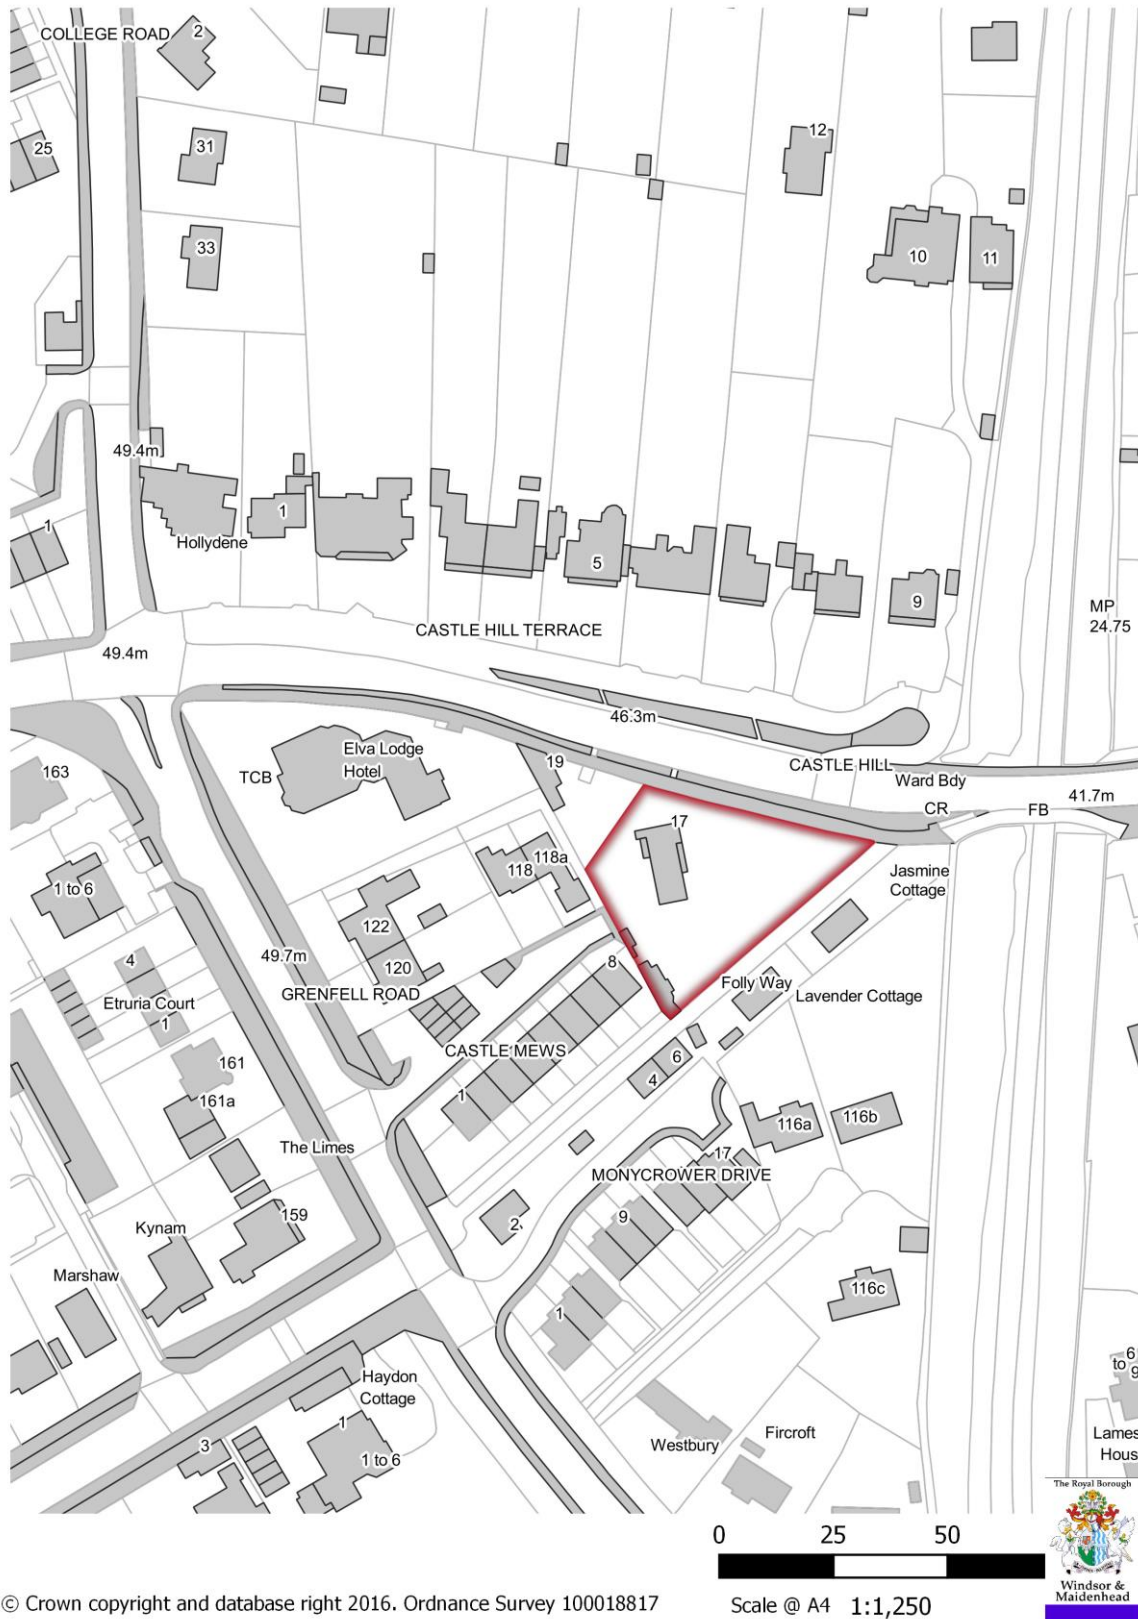 COLLEGE ROAD
2
25
31
12
33
10
11
49.4m
1
1
Hollydene
5
9
MP
24.75
CASTLE HILL TERRACE
49.4m
46.3m
Elva Lodge
Hotel
TCB
19
CASTLE HILL
Ward Bdy
41.7m
163
CR
FB
17
118
118a
Jasmine
Cottage
1 to 6
122
4
49.7m
120
8
Folly Way
Lavender Cottage
GRENFELL ROAD
Etruria Court
1
CASTLE MEWS
161
6
4
1
161a
116a
116b
The Limes
17
MONYCROWER DRIVE
159
9
2
Kynam
Marshaw
116c
1
6
to
9
Haydon
Cottage
1
3
1 to 6
Westbury
Fircroft
Lames
Hous
The Royal Borough
Windsor &
Maidenhead
0 25 50
© Crown copyright and database right 2016. Ordnance Survey 100018817
Scale @ A4 1:1,250